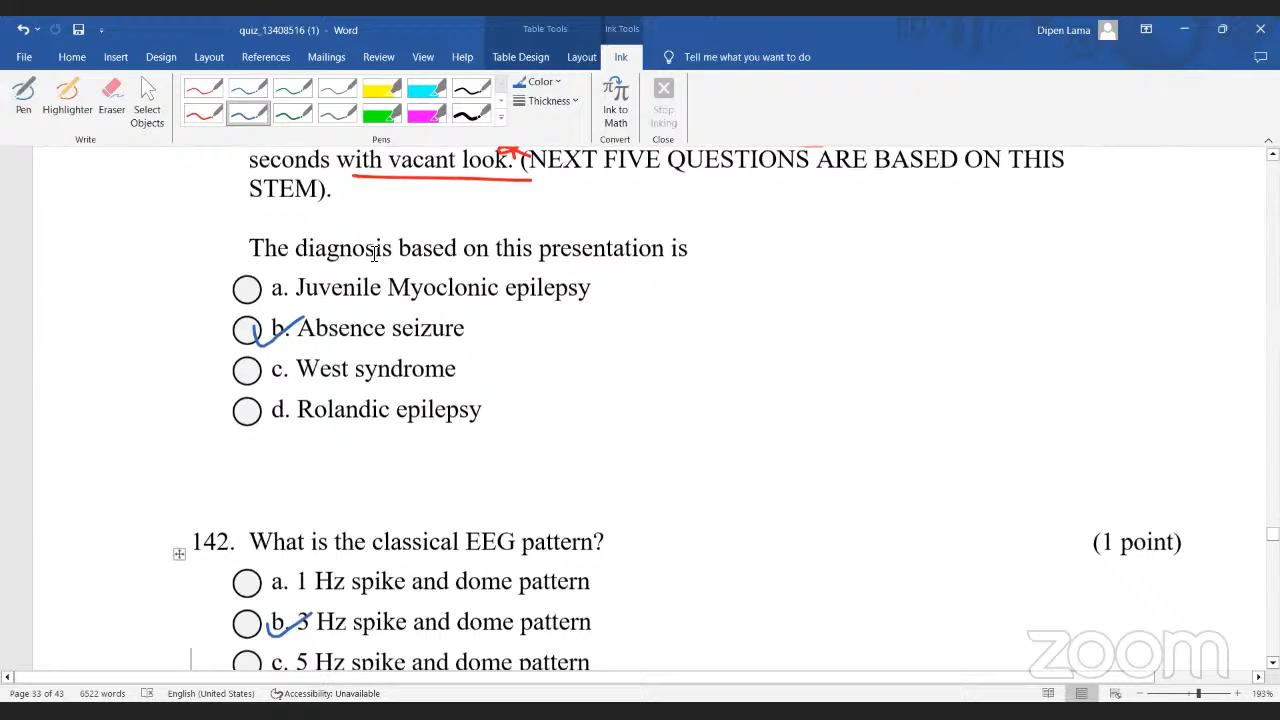 quiz_13408516 (1) - Word
Table Tools
Ink Tools
Dipen Lama
File Home Insert Design Layout References Mailings Review View Help Table Design Layout Ink Tell me what you want to do
Pen Highlighter Eraser Select Objects
Color
Thickness
Ink to Math
Stop Inking
Write Pens Convert Close
seconds with vacant look. (NEXT FIVE QUESTIONS ARE BASED ON THIS
STEM).
The diagnosis based on this presentation is
a. Juvenile Myoclonic epilepsy
b. Absence seizure
c. West syndrome
d. Rolandic epilepsy
142. What is the classical EEG pattern? (1 point)
a. 1 Hz spike and dome pattern
b. 3 Hz spike and dome pattern
c. 5 Hz spike and dome pattern
zoom
Page 33 of 43 6522 words English (United States) Accessibility: Unavailable 193%